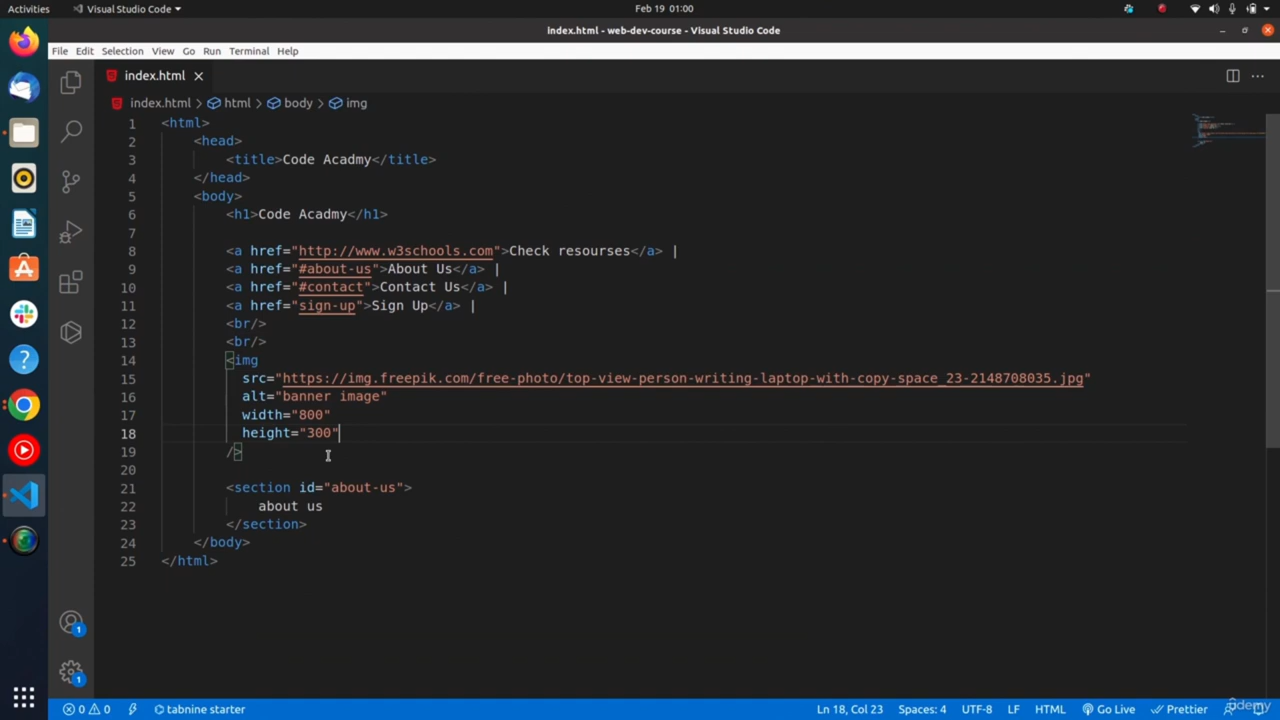 Activities
Visual Studio Code
Feb 19 01:00
index.html - web-dev-course - Visual Studio Code
File Edit Selection View Go Run Terminal Help
index.html
index.html > html > body > img
1 <html>
2 <head>
3 <title>Code Acadmy</title>
4 </head>
5 <body>
6 <h1>Code Acadmy</h1>
7
8 <a href="http://www.w3schools.com">Check resourses</a> |
9 <a href="#about-us">About Us</a> |
10 <a href="#contact">Contact Us</a> |
11 <a href="sign-up">Sign Up</a> |
12 <br/>
13 <br/>
14 <img
15 src="https://img.freepik.com/free-photo/top-view-person-writing-laptop-with-copy-space_23-2148708035.jpg"
16 alt="banner image"
17 width="800"
18 height="300"
19 />
20
21 <section id="about-us">
22 about us
23 </section>
24 </body>
25 </html>
1
1
0 0 tabnine starter Ln 18, Col 23 Spaces: 4 UTF-8 LF HTML Go Live Prettier
udemy